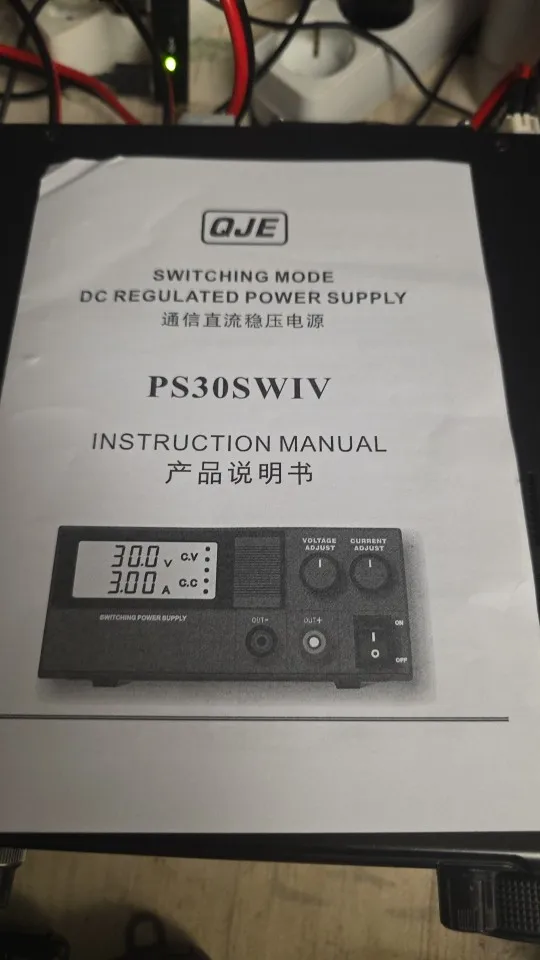 QJE
SWITCHING MODE
DC REGULATED POWER SUPPLY
通信直流稳压电源
PS30SWIV
INSTRUCTION MANUAL
产品说明书
30.0 V C.V
3.00 A C.C
VOLTAGE ADJUST
CURRENT ADJUST
SWITCHING POWER SUPPLY
OUT-
OUT+
ON
I
O
OFF